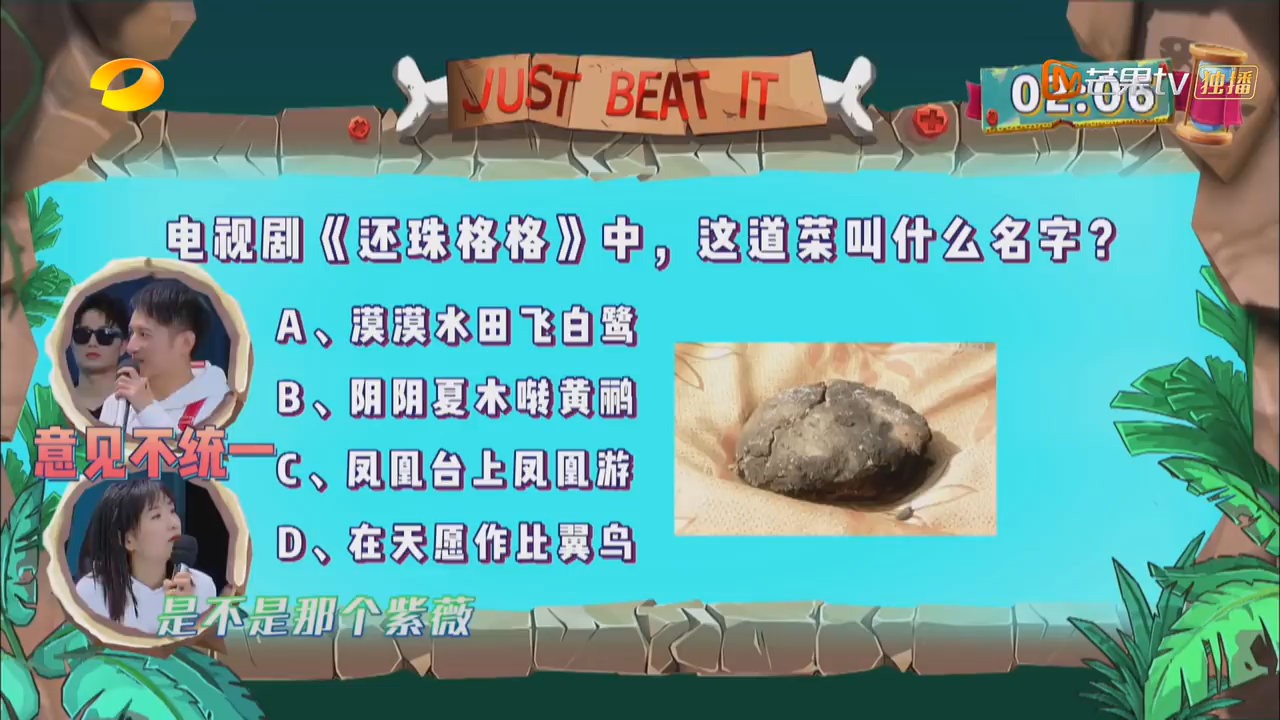 JUST BEAT IT
芒果tv 独播
电视剧《还珠格格》中，这道菜叫什么名字？
A、漠漠水田飞白鹭
B、阴阴夏木啭黄鹂
意见不统一
C、凤凰台上凤凰游
D、在天愿作比翼鸟
是不是那个紫薇